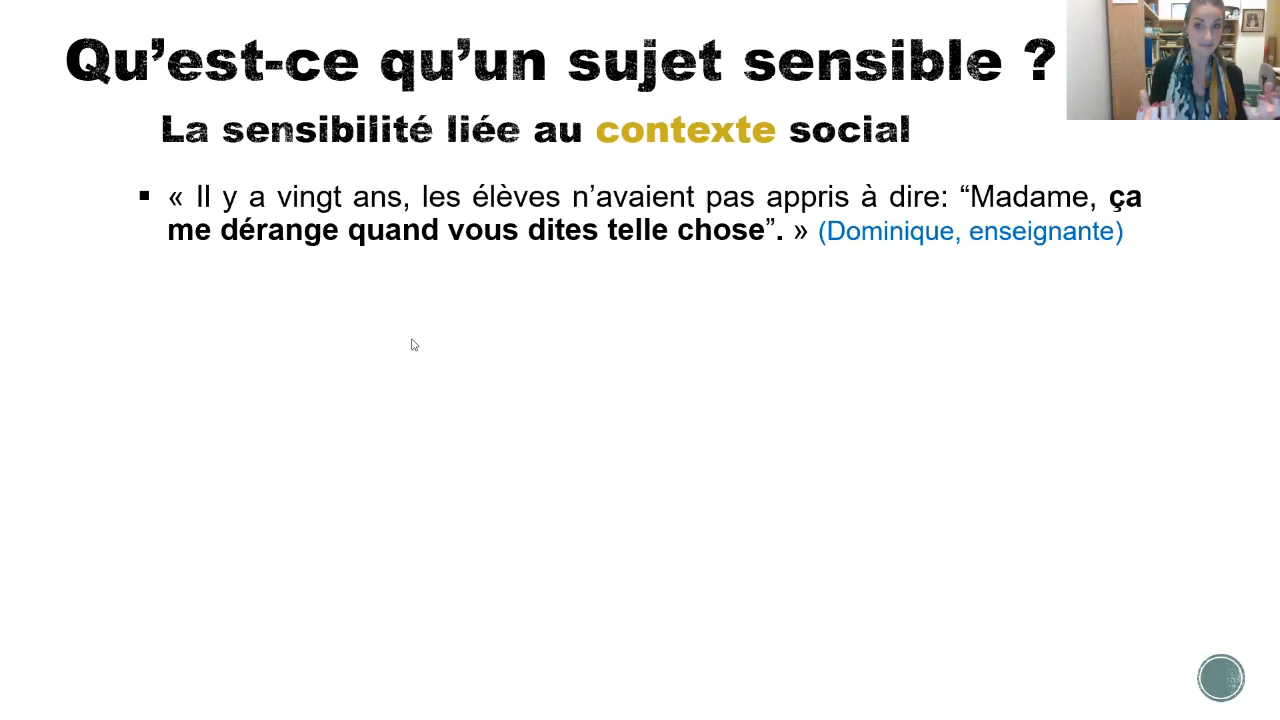 Qu’est-ce qu’un sujet sensible ?
La sensibilité liée au contexte social
▪ « Il y a vingt ans, les élèves n’avaient pas appris à dire: “Madame, ça
me dérange quand vous dites telle chose”. » (Dominique, enseignante)